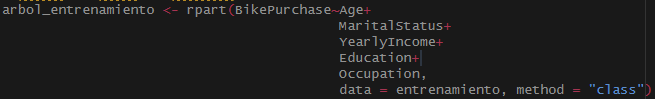 arbol_entrenamiento <- rpart(BikePurchase~Age+
MaritalStatus+
YearlyIncome+
Education+
Occupation,
data = entrenamiento, method = "class")